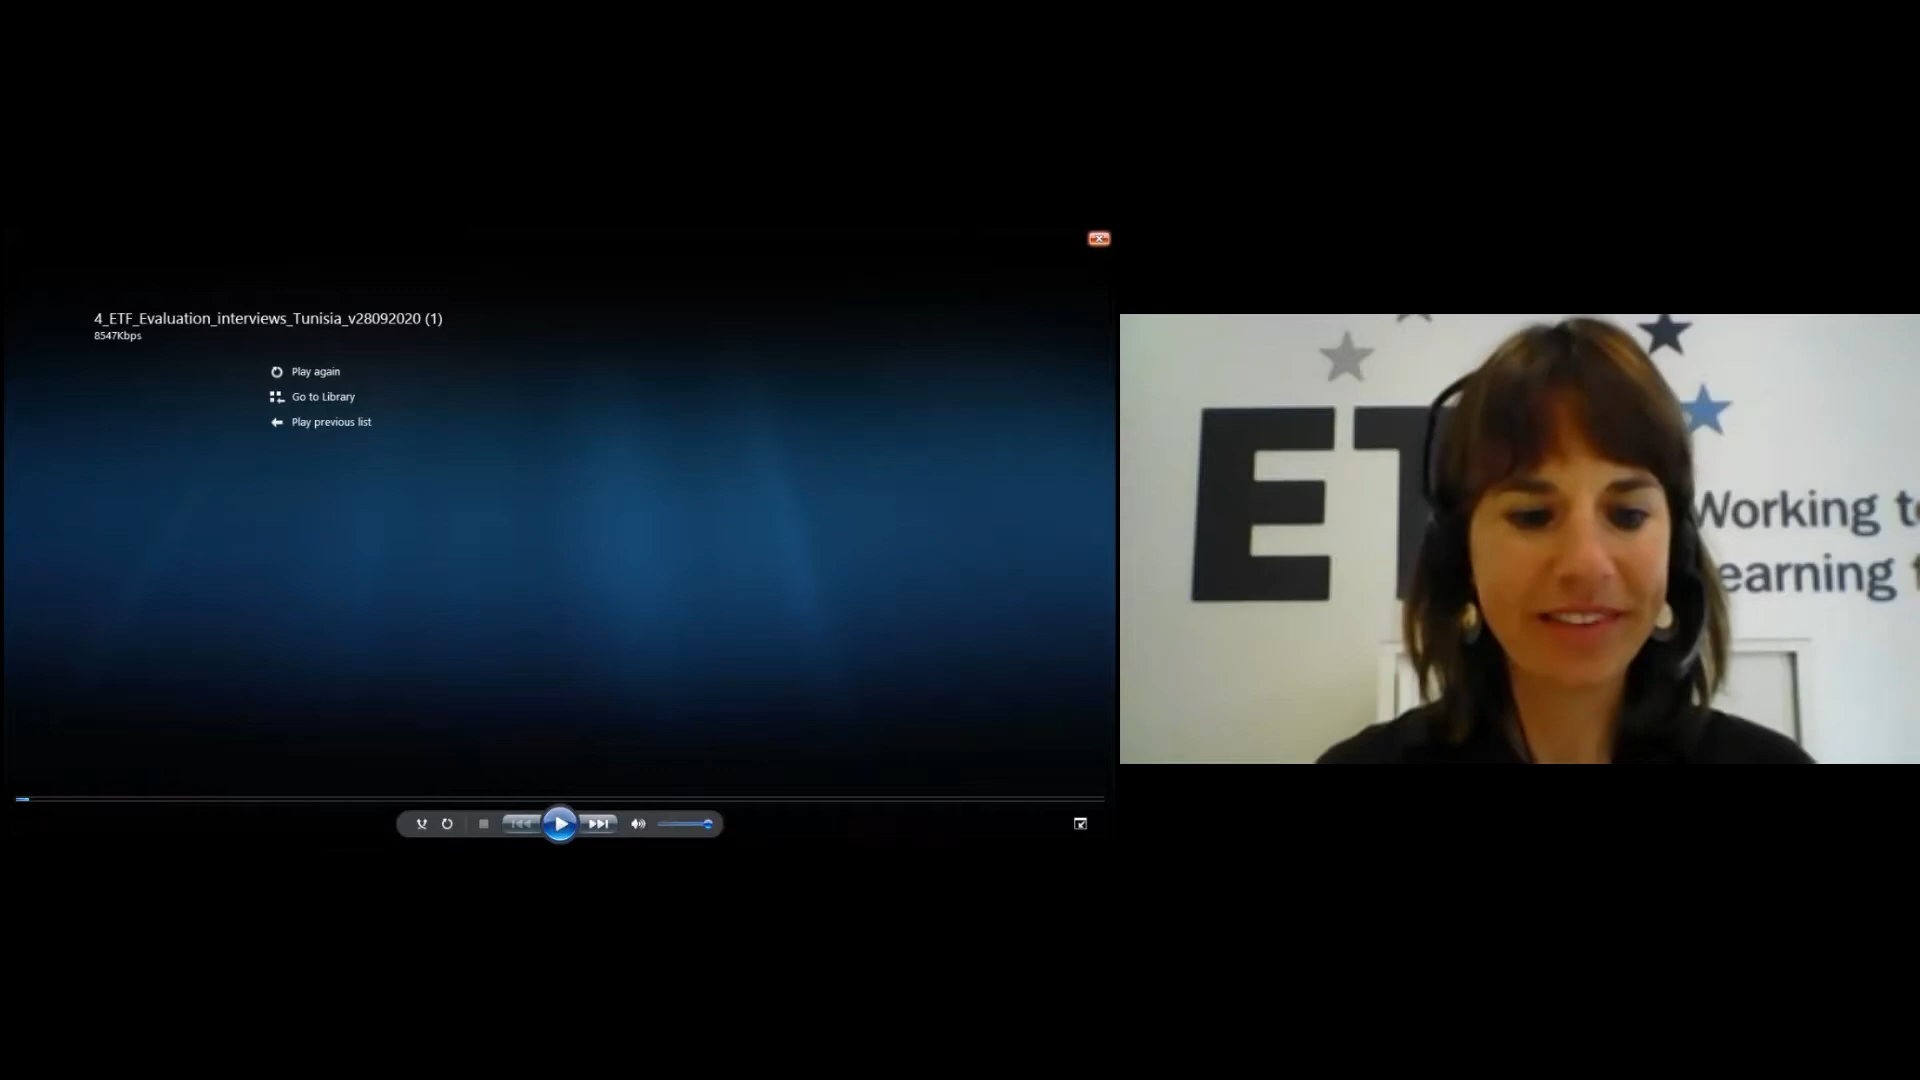 4_ETF_Evaluation_interviews_Tunisia_v28092020 (1)
8547Kbps
Play again
Go to Library
Play previous list
ET
Working
earning